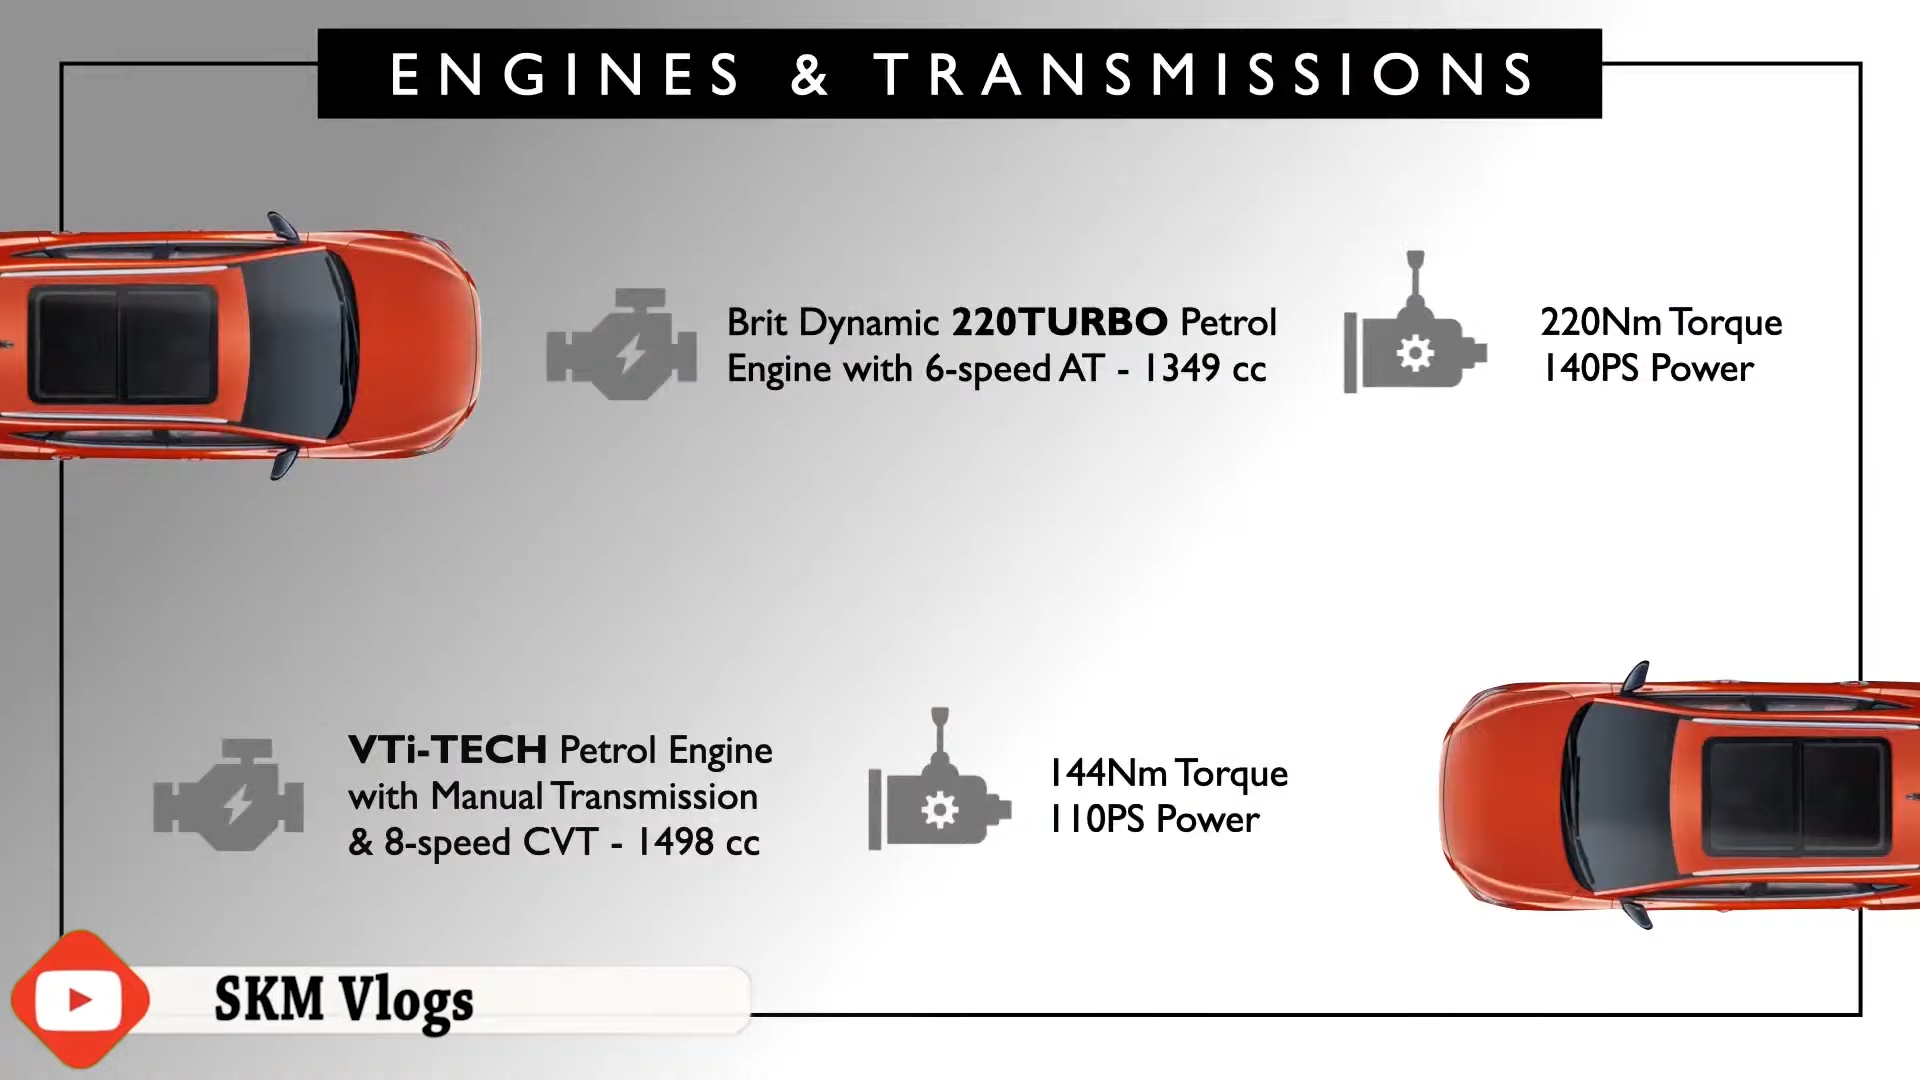 ENGINES & TRANSMISSIONS
Brit Dynamic 220TURBO Petrol
Engine with 6-speed AT - 1349 cc
220Nm Torque
140PS Power
VTi-TECH Petrol Engine
with Manual Transmission
& 8-speed CVT - 1498 cc
144Nm Torque
110PS Power
SKM Vlogs